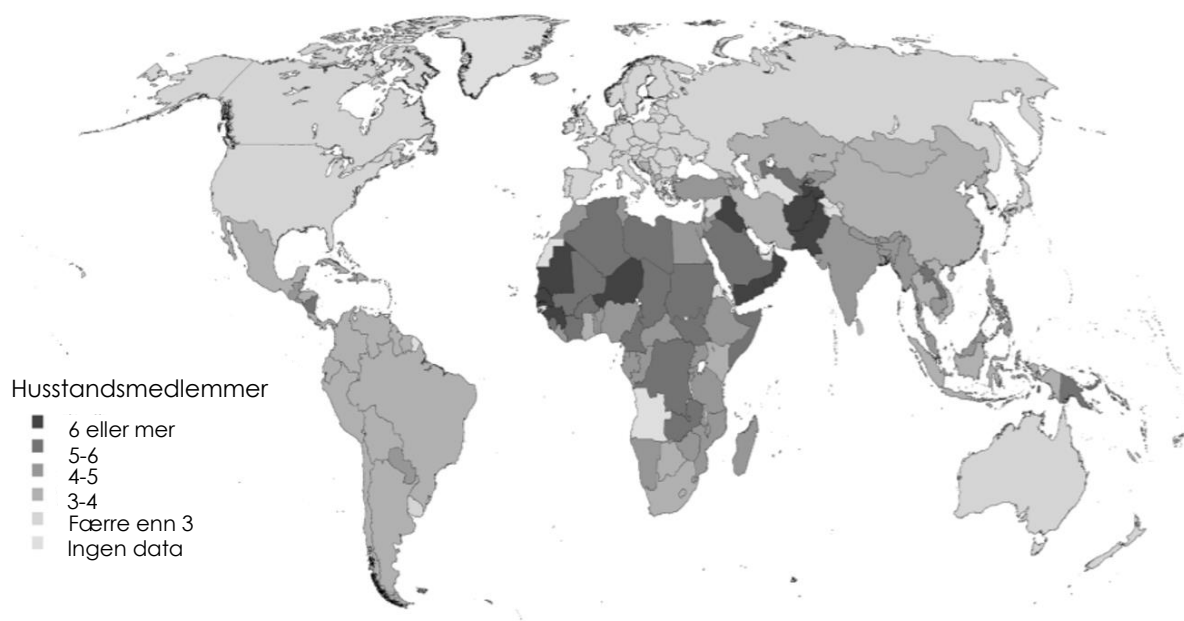 Husstandsmedlemmer
6 eller mer
5-6
4-5
3-4
Færre enn 3
Ingen data